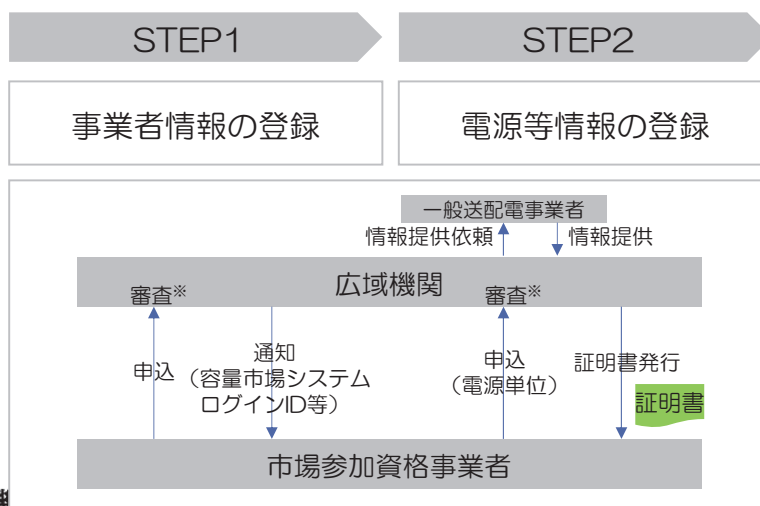 STEP1
STEP2
事業者情報の登録
電源等情報の登録
一般送配電事業者
情報提供依頼
情報提供
広域機関
審査※
審査※
申込
通知
（容量市場システム
ログインID等）
申込
（電源単位）
証明書発行
証明書
市場参加資格事業者